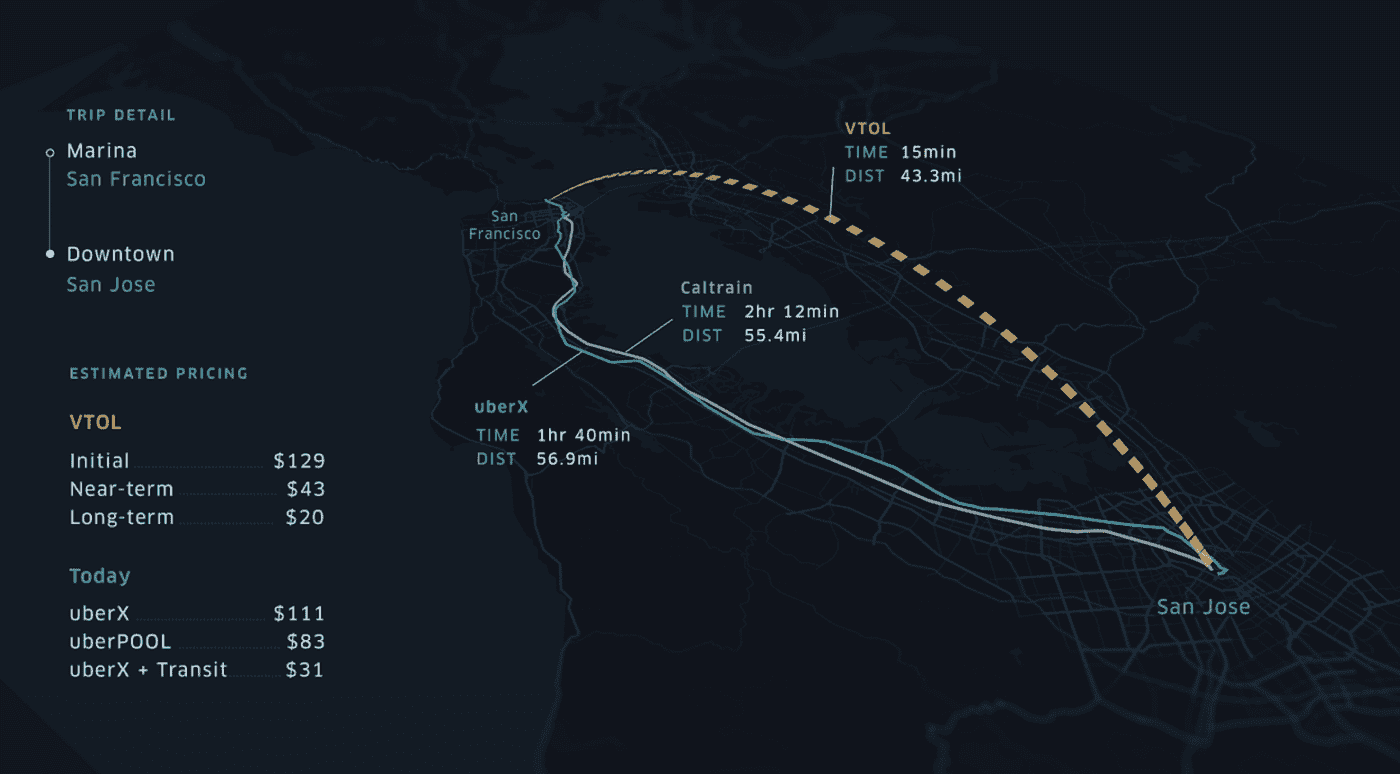 TRIP DETAIL
Marina
San Francisco
Downtown
San Jose
ESTIMATED PRICING
VTOL
Initial $129
Near-term $43
Long-term $20
Today
uberX $111
uberPOOL $83
uberX + Transit $31
VTOL
TIME 15min
DIST 43.3mi
San
Francisco
Caltrain
TIME 2hr 12min
DIST 55.4mi
uberX
TIME 1hr 40min
DIST 56.9mi
San Jose